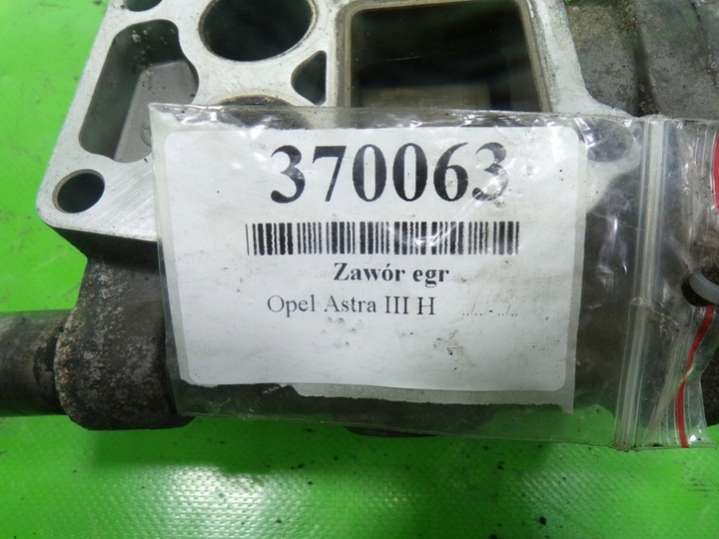 370063
Zawór egr
Opel Astra III H ..... - .....